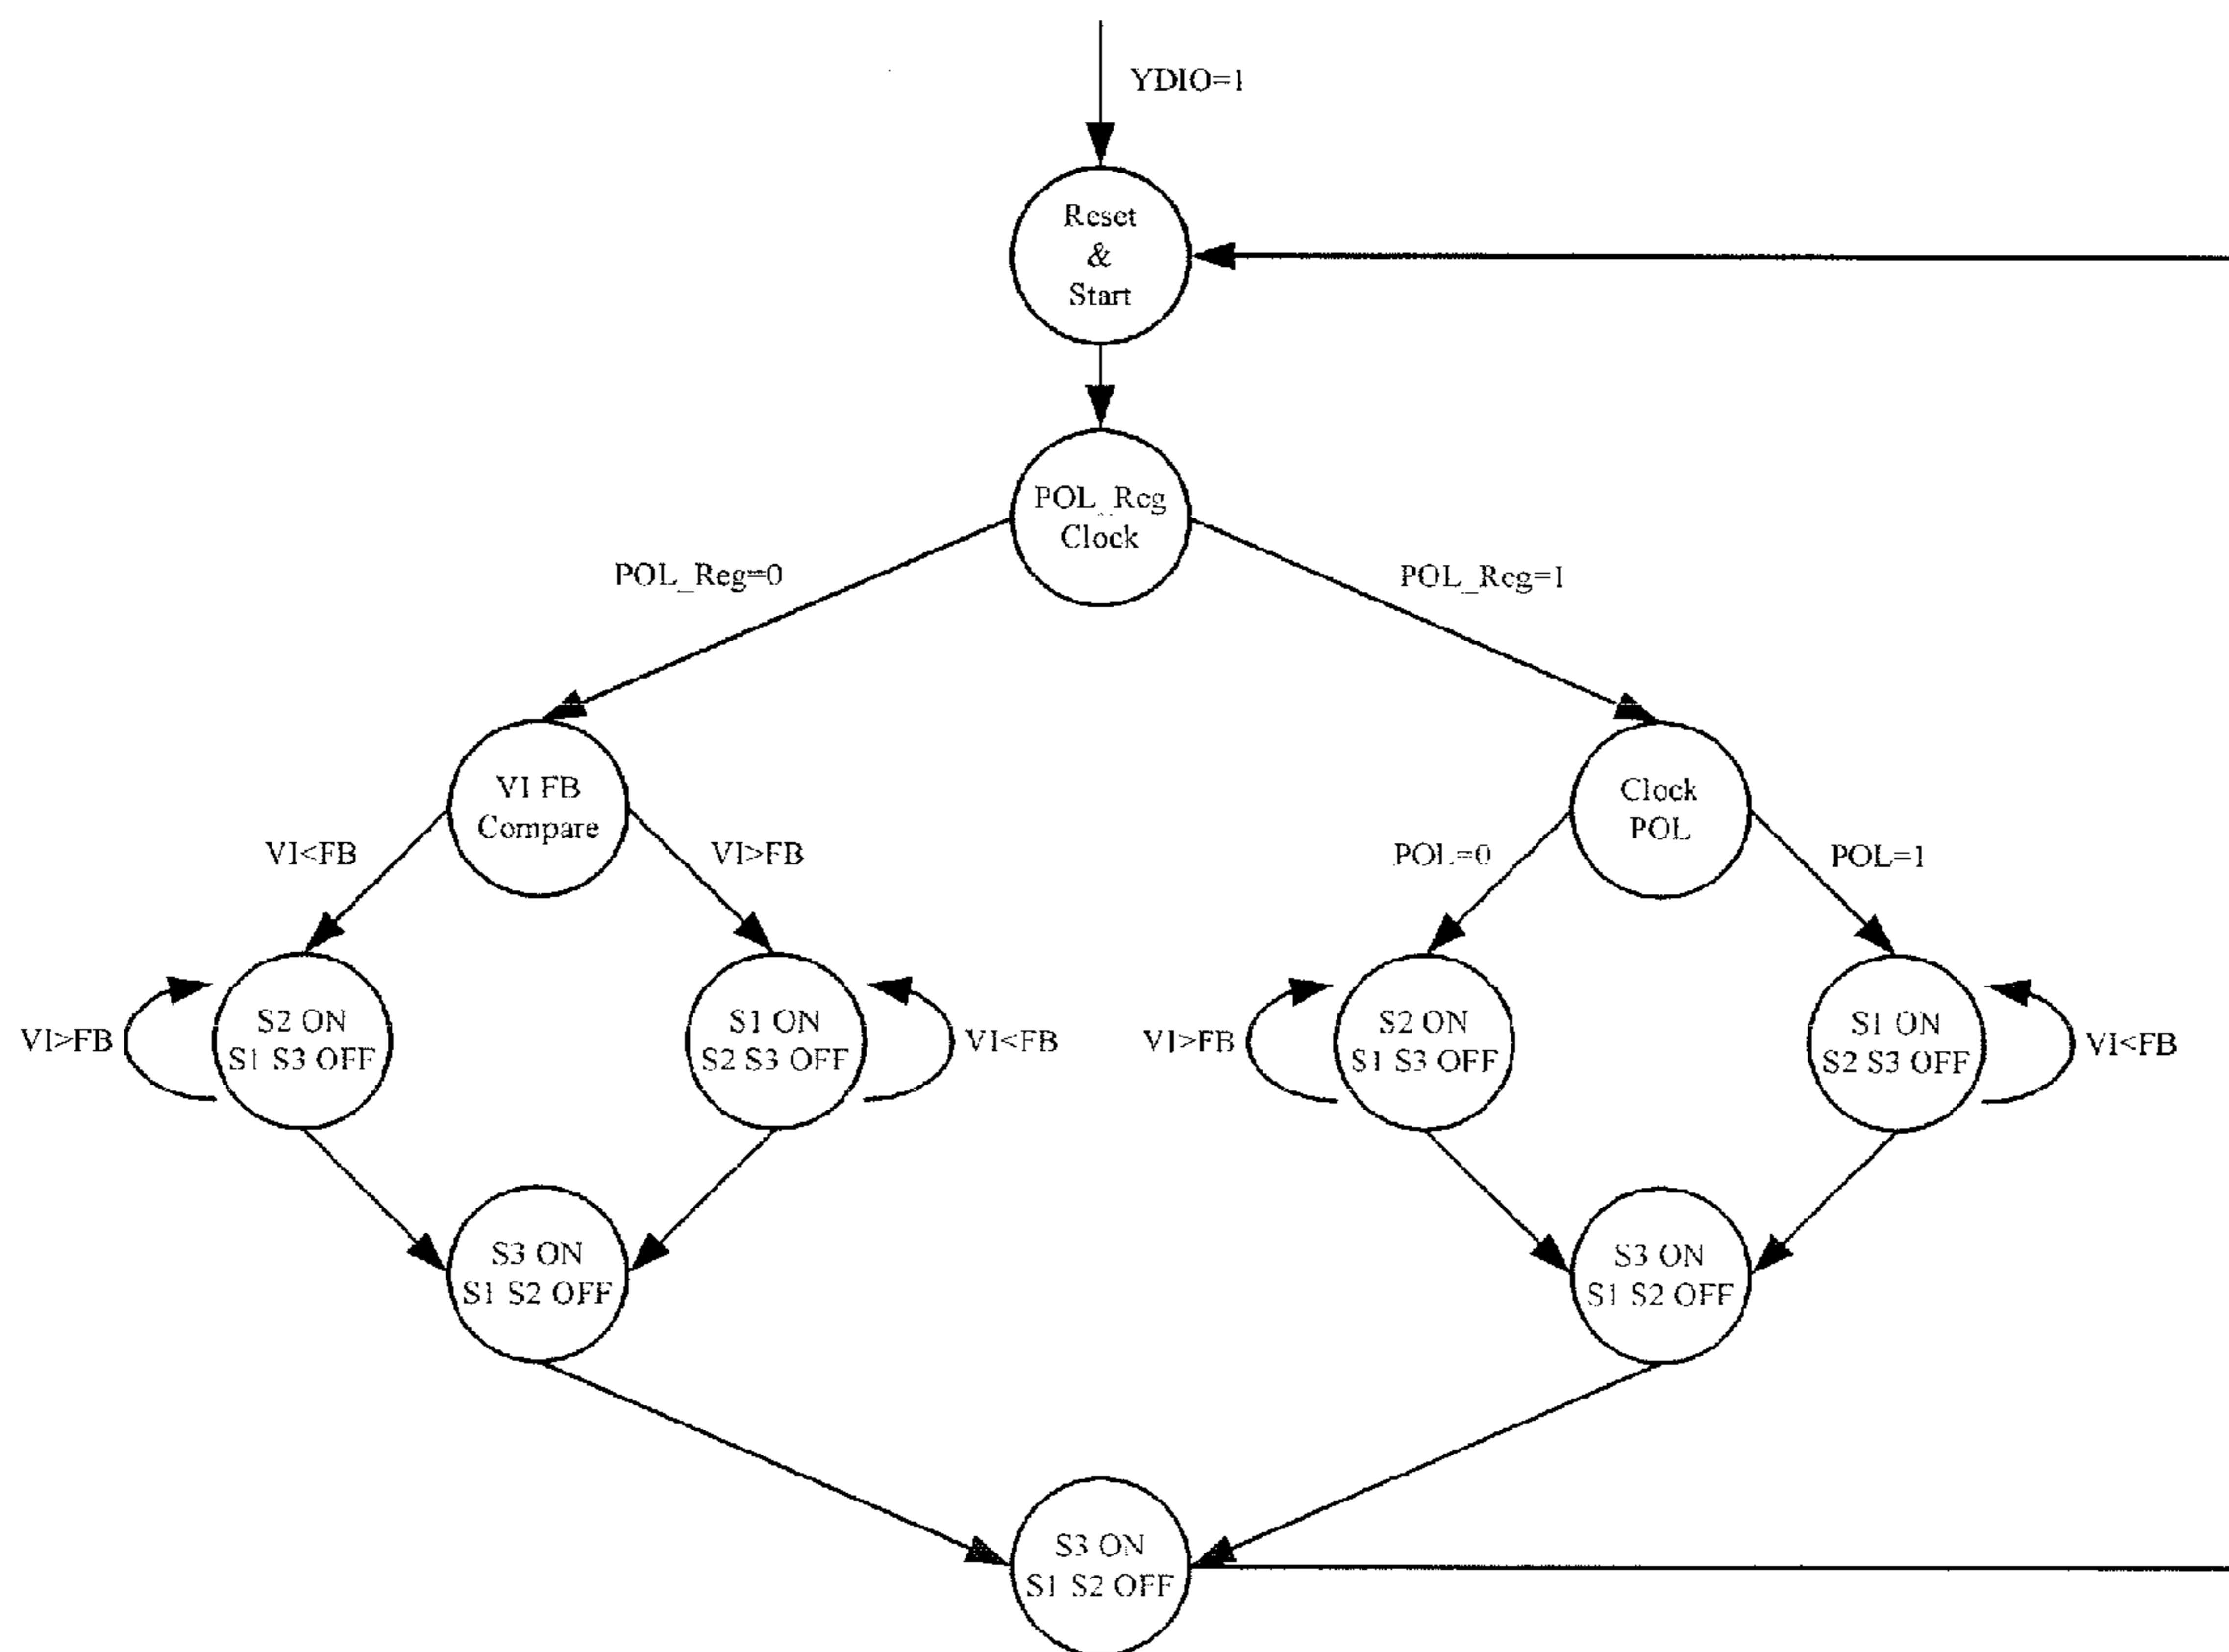 YDIO=1
Reset
&
Start
POL_Reg
Clock
POL_Reg=0
POL_Reg=1
VI FB
Compare
Clock
POL
VI<FB
VI>FB
POL=0
POL=1
S2 ON
S1 S3 OFF
S1 ON
S2 S3 OFF
S2 ON
S1 S3 OFF
S1 ON
S2 S3 OFF
VI>FB
VI<FB
VI>FB
VI<FB
S3 ON
S1 S2 OFF
S3 ON
S1 S2 OFF
S3 ON
S1 S2 OFF